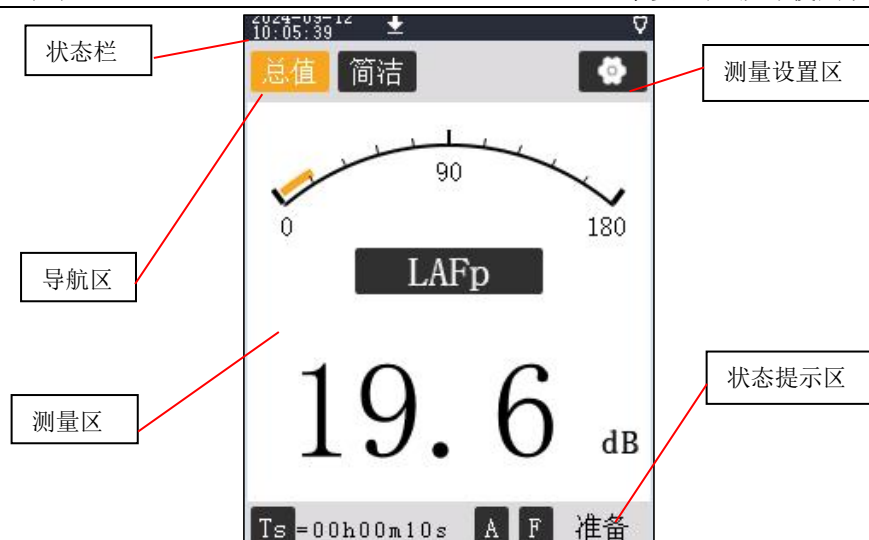 2024-09-12
10:05:39
状态栏
总值 简洁
测量设置区
90
0 180
导航区
LAFp
状态提示区
19.6 dB
测量区
Ts=00h00m10s A F 准备